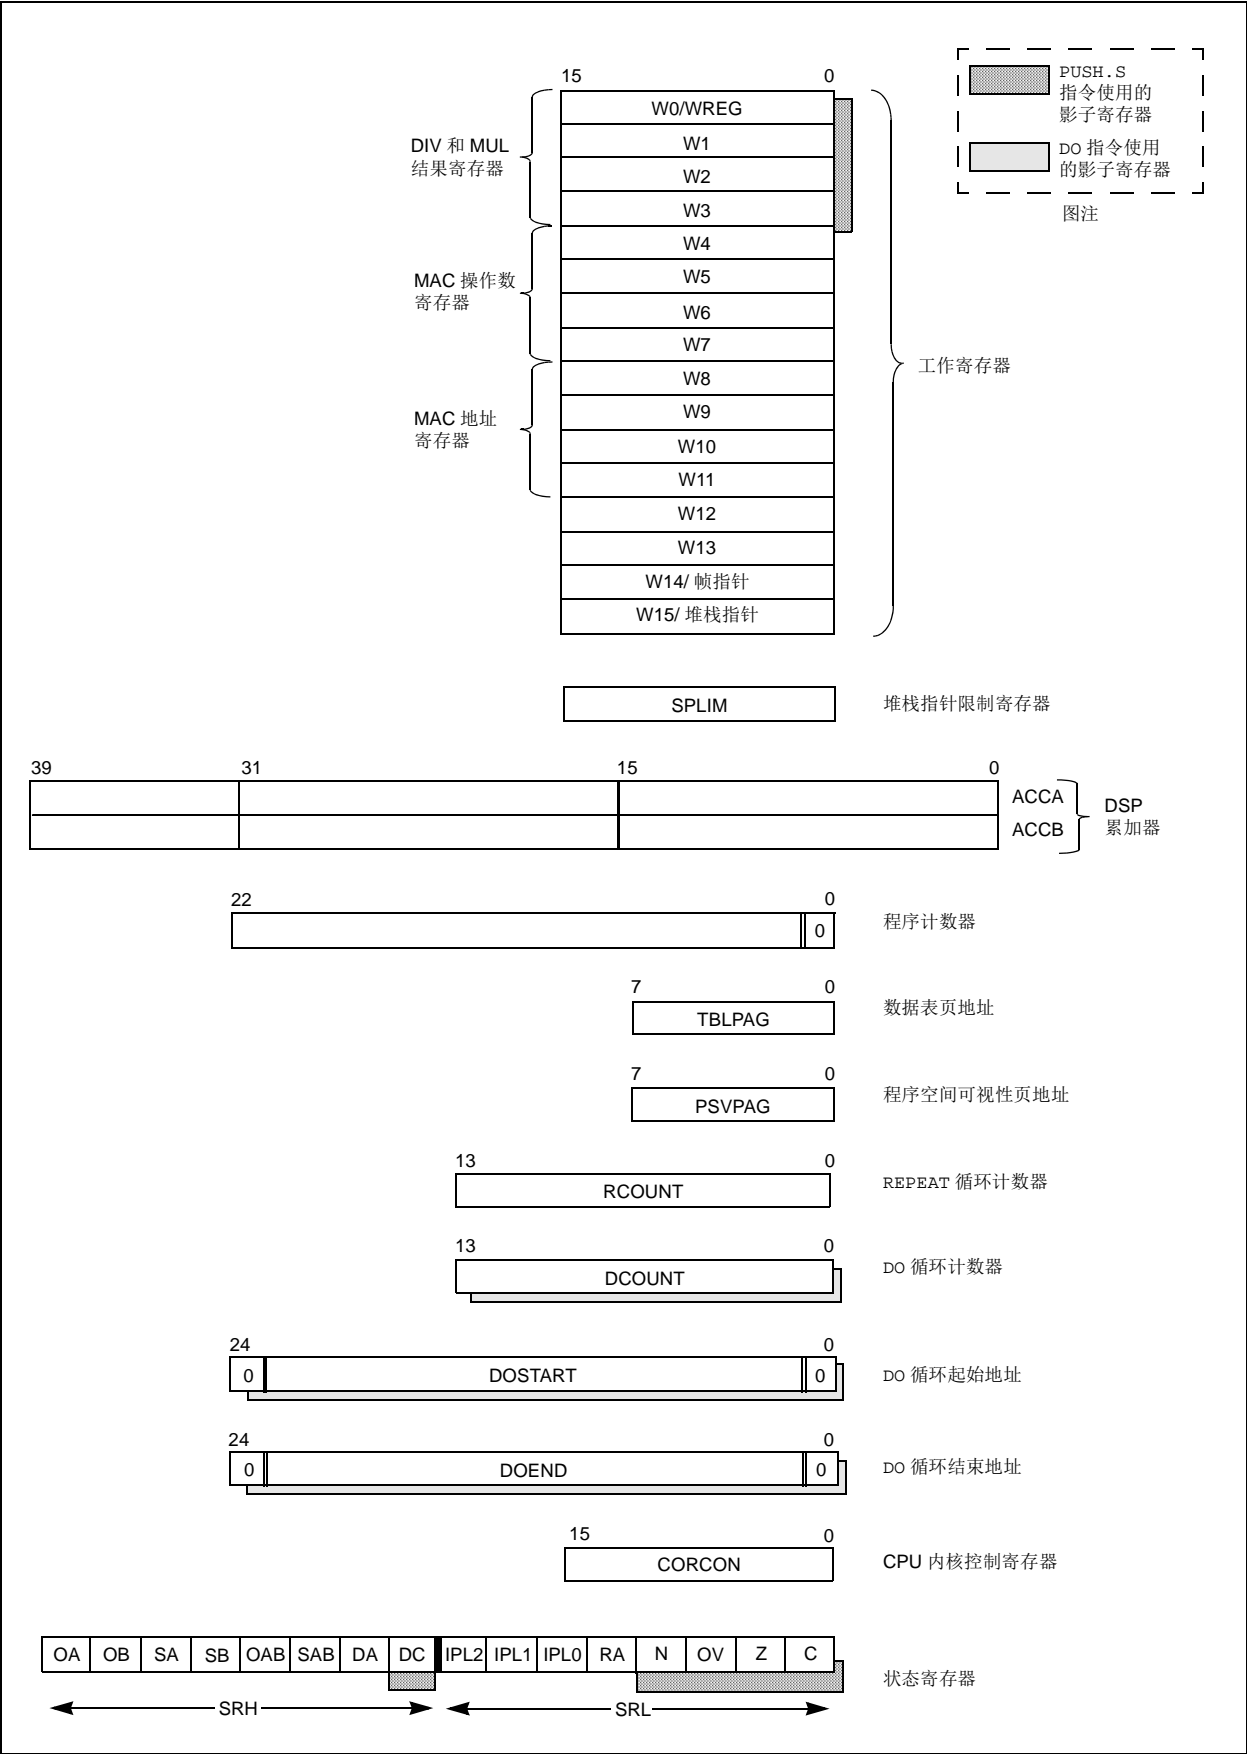 PUSH.S
指令使用的
影子寄存器
DO 指令使用
的影子寄存器
图注
15 0
W0/WREG
W1
W2
W3
W4
W5
W6
W7
W8
W9
W10
W11
W12
W13
W14/ 帧指针
W15/ 堆栈指针
DIV 和 MUL
结果寄存器
MAC 操作数
寄存器
MAC 地址
寄存器
工作寄存器
SPLIM 堆栈指针限制寄存器
39 31 15 0
ACCA
ACCB
DSP
累加器
22 0
0 程序计数器
7 0
TBLPAG 数据表页地址
7 0
PSVPAG 程序空间可视性页地址
13 0
RCOUNT REPEAT 循环计数器
13 0
DCOUNT DO 循环计数器
24 0
0 DOSTART 0 DO 循环起始地址
24 0
0 DOEND 0 DO 循环结束地址
15 0
CORCON CPU 内核控制寄存器
OA OB SA SB OAB SAB DA DC IPL2 IPL1 IPL0 RA N OV Z C
状态寄存器
SRH SRL